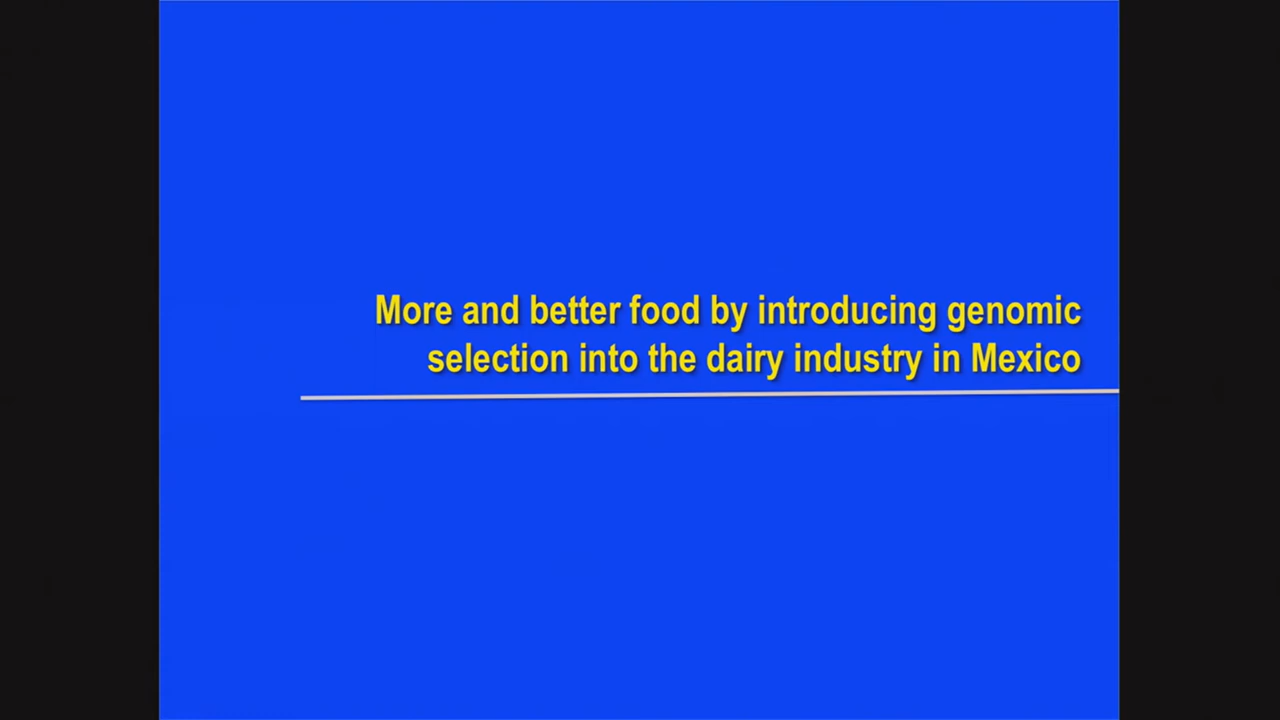 More and better food by introducing genomic
selection into the dairy industry in Mexico